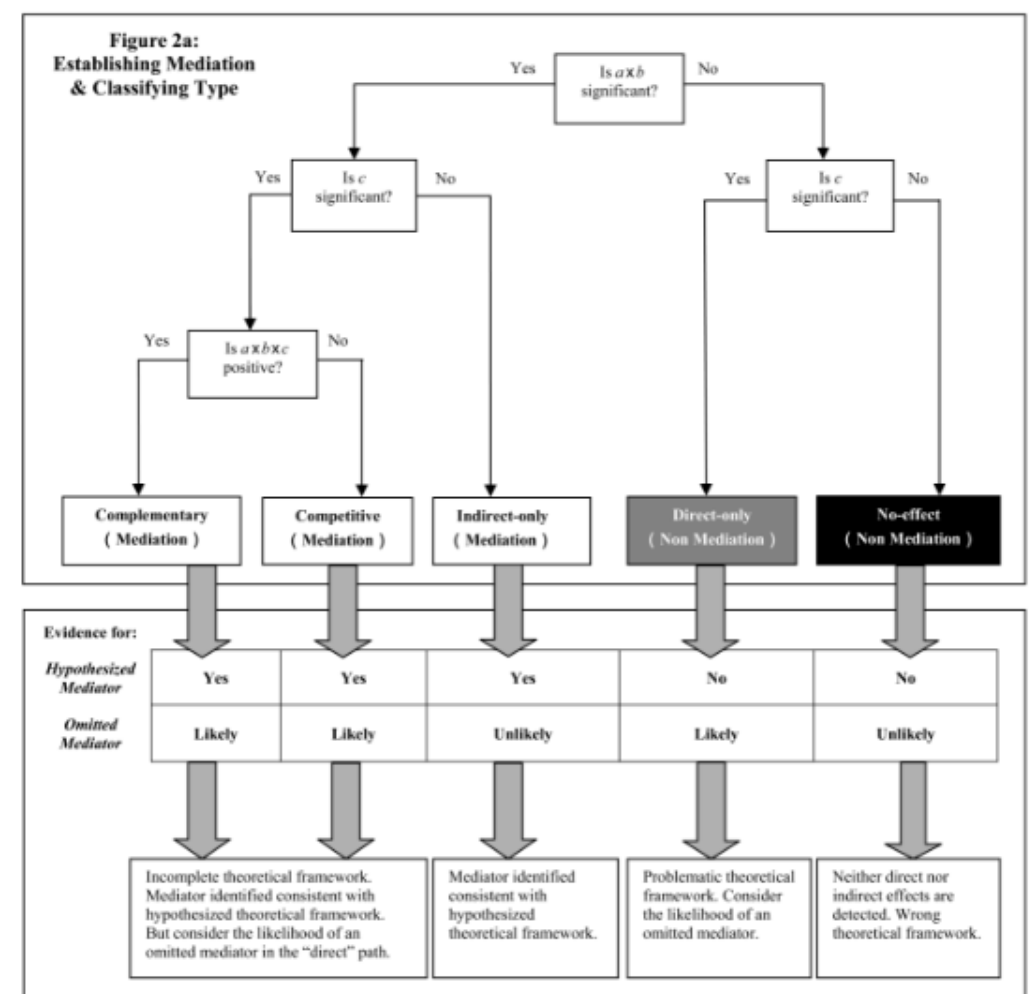 Figure 2a:
Establishing Mediation
& Classifying Type
Yes
Is a x b
significant?
No
Yes
Is c
significant?
No
Yes
Is c
significant?
No
Yes
Is a x b x c
positive?
No
Complementary
( Mediation )
Competitive
( Mediation )
Indirect-only
( Mediation )
Direct-only
( Non Mediation )
No-effect
( Non Mediation )
Evidence for:
Hypothesized
Mediator
Yes
Yes
Yes
No
No
Omitted
Mediator
Likely
Likely
Unlikely
Likely
Unlikely
Incomplete theoretical framework.
Mediator identified consistent with
hypothesized theoretical framework.
But consider the likelihood of an
omitted mediator in the “direct” path.
Mediator identified
consistent with
hypothesized
theoretical framework.
Problematic theoretical
framework. Consider
the likelihood of an
omitted mediator.
Neither direct nor
indirect effects are
detected. Wrong
theoretical framework.